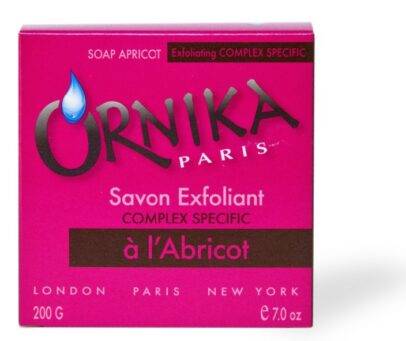 SOAP APRICOT Exfoliating COMPLEX SPECIFIC
ORNIKA
PARIS
Savon Exfoliant
COMPLEX SPECIFIC
à l'Abricot
LONDON PARIS NEW YORK
200 G e 7.0 oz